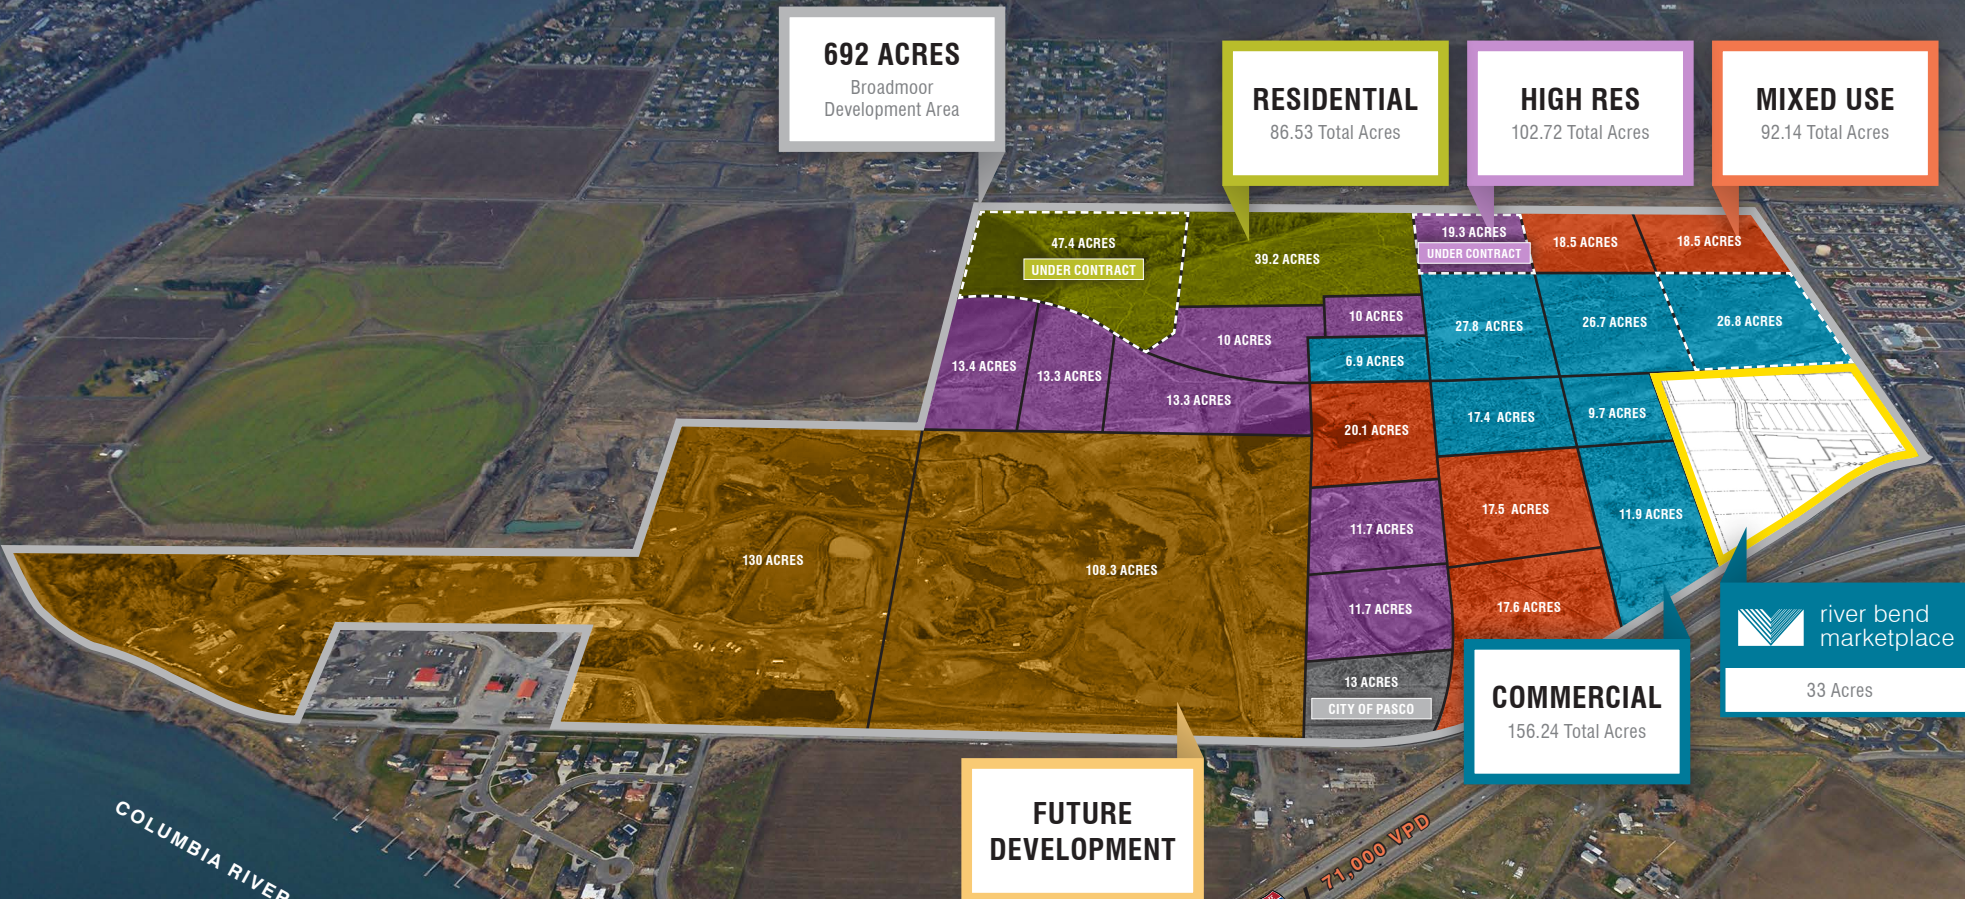 692 ACRES
Broadmoor
Development Area
RESIDENTIAL
86.53 Total Acres
HIGH RES
102.72 Total Acres
MIXED USE
92.14 Total Acres
47.4 ACRES
UNDER CONTRACT
39.2 ACRES
19.3 ACRES
UNDER CONTRACT
18.5 ACRES
18.5 ACRES
10 ACRES
27.8 ACRES
26.7 ACRES
26.8 ACRES
10 ACRES
6.9 ACRES
13.4 ACRES
13.3 ACRES
13.3 ACRES
20.1 ACRES
17.4 ACRES
9.7 ACRES
17.5 ACRES
11.9 ACRES
11.7 ACRES
130 ACRES
108.3 ACRES
11.7 ACRES
17.6 ACRES
13 ACRES
CITY OF PASCO
river bend
marketplace
33 Acres
COMMERCIAL
156.24 Total Acres
FUTURE
DEVELOPMENT
COLUMBIA RIVER
71,000 VPD